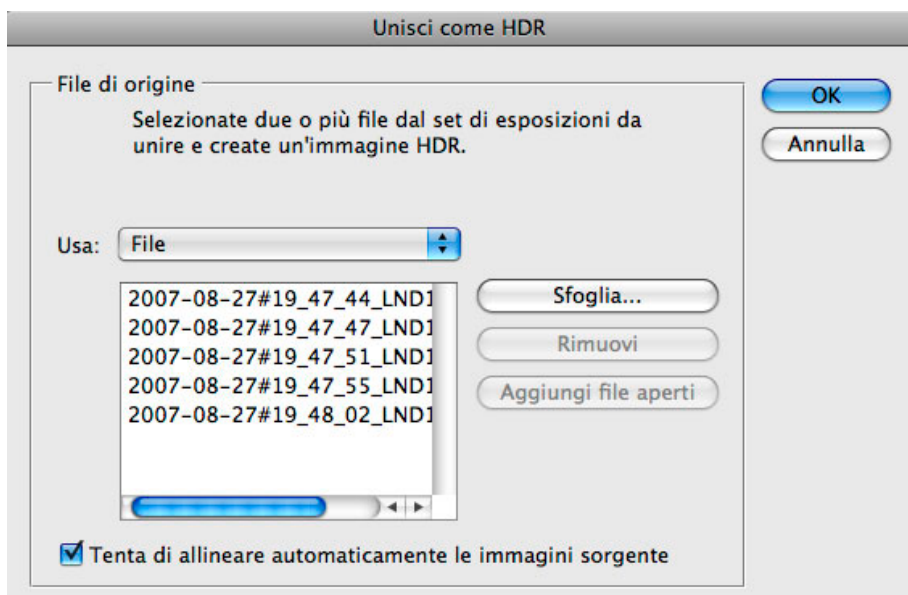 Unisci come HDR
File di origine
Selezionate due o più file dal set di esposizioni da
unire e create un'immagine HDR.
OK
Annulla
Usa: File
2007-08-27#19_47_44_LND1
2007-08-27#19_47_47_LND1
2007-08-27#19_47_51_LND1
2007-08-27#19_47_55_LND1
2007-08-27#19_48_02_LND1
Sfoglia...
Rimuovi
Aggiungi file aperti
Tenta di allineare automaticamente le immagini sorgente